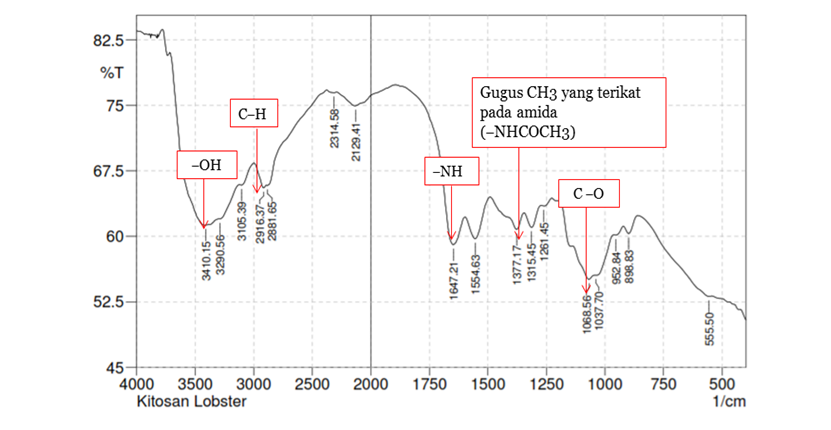 82.5
%T
75
67.5
60
52.5
45
–OH
C–H
–NH
Gugus CH3 yang terikat
pada amida
(–NHCOCH3)
C –O
3410.15
3290.56
3105.39
2916.37
2881.65
2314.58
2129.41
1647.21
1554.63
1377.17
1315.45
1261.45
1068.56
1037.70
952.84
898.83
555.50
4000 3500 3000 2500 2000 1750 1500 1250 1000 750 500
Kitosan Lobster 1/cm